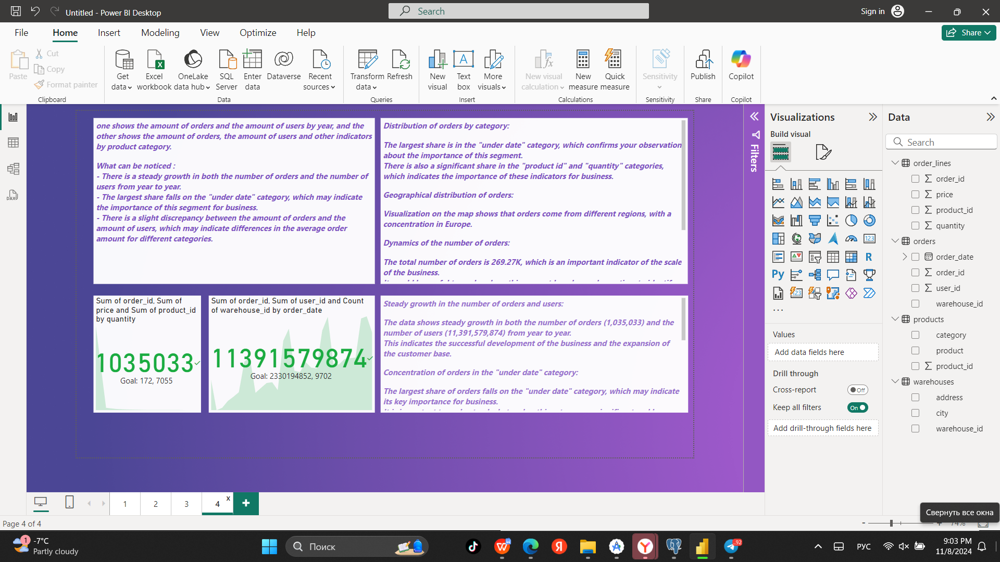 Untitled - Power BI Desktop
Search
Sign in
File
Home
Insert
Modeling
View
Optimize
Help
Share
Paste
Cut
Copy
Format painter
Clipboard
Get data
Excel workbook
OneLake data hub
SQL Server
Enter data
Dataverse
Recent sources
Data
Transform data
Refresh
Queries
New visual
Text box
More visuals
Insert
New visual calculation
New measure
Quick measure
Calculations
Sensitivity
Sensitivity
Publish
Share
Copilot
Copilot
one shows the amount of orders and the amount of users by year, and the
other shows the amount of orders, the amount of users and other indicators
by product category.
What can be noticed :
- There is a steady growth in both the number of orders and the number of
users from year to year.
- The largest share falls on the "under date" category, which may indicate
the importance of this segment for business.
- There is a slight discrepancy between the amount of orders and the
amount of users, which may indicate differences in the average order
amount for different categories.
Distribution of orders by category:
The largest share is in the "under date" category, which confirms your observation
about the importance of this segment.
There is also a significant share in the "product id" and "quantity" categories,
which indicates the importance of these indicators for business.
Geographical distribution of orders:
Visualization on the map shows that orders come from different regions, with a
concentration in Europe.
Dynamics of the number of orders:
The total number of orders is 269.27K, which is an important indicator of the scale
of the business.
Sum of order_id, Sum of
price and Sum of product_id
by quantity
1035033
Goal: 172, 7055
Sum of order_id, Sum of user_id and Count
of warehouse_id by order_date
11391579874
Goal: 2330194852, 9702
Steady growth in the number of orders and users:
The data shows steady growth in both the number of orders (1,035,033) and the
number of users (11,391,579,874) from year to year.
This indicates the successful development of the business and the expansion of
the customer base.
Concentration of orders in the "under date" category:
The largest share of orders falls on the "under date" category, which may indicate
its key importance for business.
Filters
Visualizations
Build visual
123
R
Py
123
...
Values
Add data fields here
Drill through
Cross-report
Off
Keep all filters
On
Add drill-through fields here
Data
Search
order_lines
order_id
price
product_id
quantity
orders
order_date
order_id
user_id
warehouse_id
products
category
product
product_id
warehouses
address
city
warehouse_id
DAX
1
2
3
4
x
+
Page 4 of 4
Свернуть все окна
- + 74%
1
-7°C
Partly cloudy
Поиск
92
РУС
9:03 PM
11/8/2024